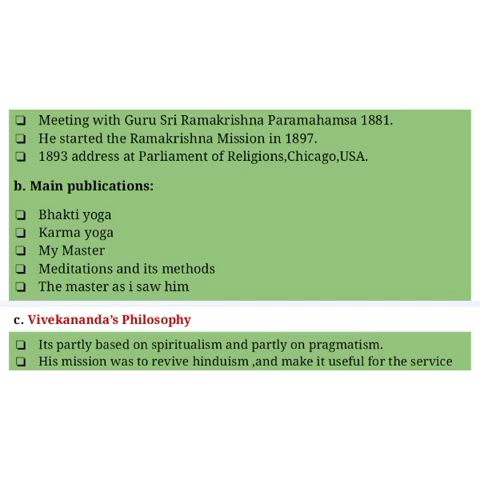 ❏ Meeting with Guru Sri Ramakrishna Paramahamsa 1881.
❏ He started the Ramakrishna Mission in 1897.
❏ 1893 address at Parliament of Religions,Chicago,USA.
b. Main publications:
❏ Bhakti yoga
❏ Karma yoga
❏ My Master
❏ Meditations and its methods
❏ The master as i saw him
c. Vivekananda’s Philosophy
❏ Its partly based on spiritualism and partly on pragmatism.
❏ His mission was to revive hinduism ,and make it useful for the service